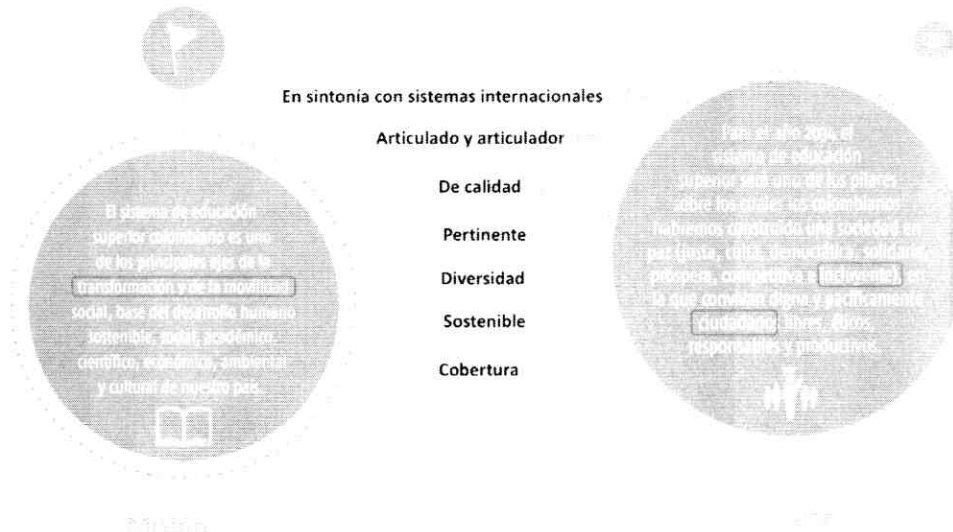 El sistema de educación
superior colombiano es uno
de los principales ejes de la
transformación y de la movilidad
social, base del desarrollo humano
sostenible, social, académico,
científico, económico, ambiental
y cultural de nuestro país.
En sintonía con sistemas internacionales
Articulado y articulador
De calidad
Pertinente
Diversidad
Sostenible
Cobertura
Para el año 2034 el
sistema de educación
superior será uno de los pilares
sobre los cuales los colombianos
habremos construido una sociedad en
paz, justa, culta, democrática, solidaria,
próspera, competitiva incluyente,
la que convivan digna y pacíficamente
ciudadano libres, éticos,
responsables y productivos.